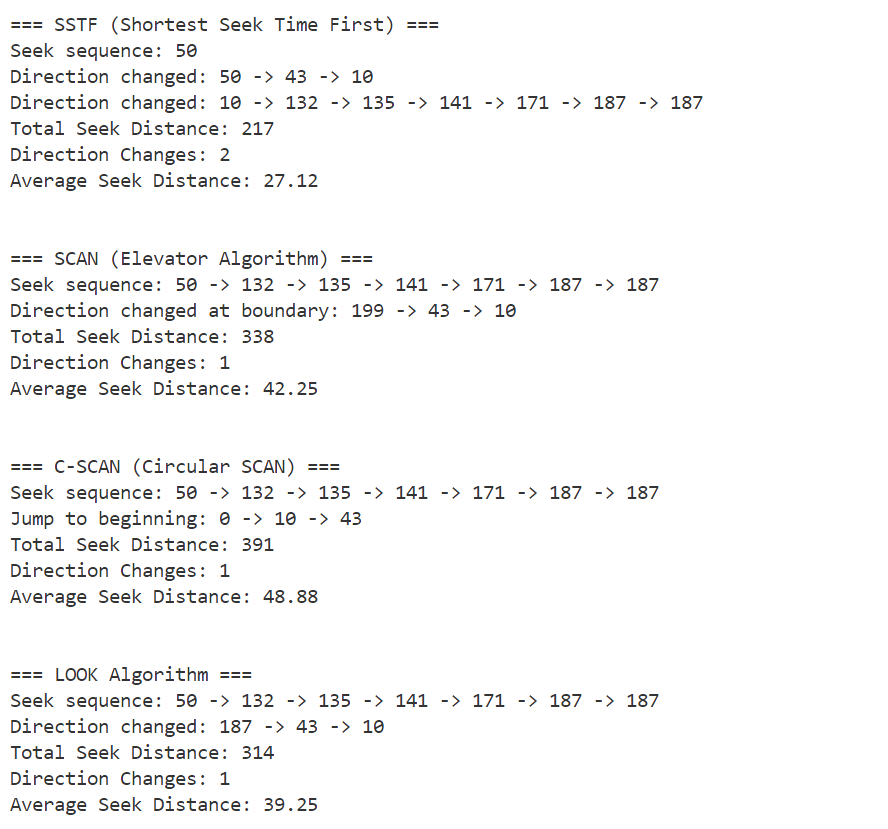 === SSTF (Shortest Seek Time First) ===
Seek sequence: 50
Direction changed: 50 -> 43 -> 10
Direction changed: 10 -> 132 -> 135 -> 141 -> 171 -> 187 -> 187
Total Seek Distance: 217
Direction Changes: 2
Average Seek Distance: 27.12
=== SCAN (Elevator Algorithm) ===
Seek sequence: 50 -> 132 -> 135 -> 141 -> 171 -> 187 -> 187
Direction changed at boundary: 199 -> 43 -> 10
Total Seek Distance: 338
Direction Changes: 1
Average Seek Distance: 42.25
=== C-SCAN (Circular SCAN) ===
Seek sequence: 50 -> 132 -> 135 -> 141 -> 171 -> 187 -> 187
Jump to beginning: 0 -> 10 -> 43
Total Seek Distance: 391
Direction Changes: 1
Average Seek Distance: 48.88
=== LOOK Algorithm ===
Seek sequence: 50 -> 132 -> 135 -> 141 -> 171 -> 187 -> 187
Direction changed: 187 -> 43 -> 10
Total Seek Distance: 314
Direction Changes: 1
Average Seek Distance: 39.25